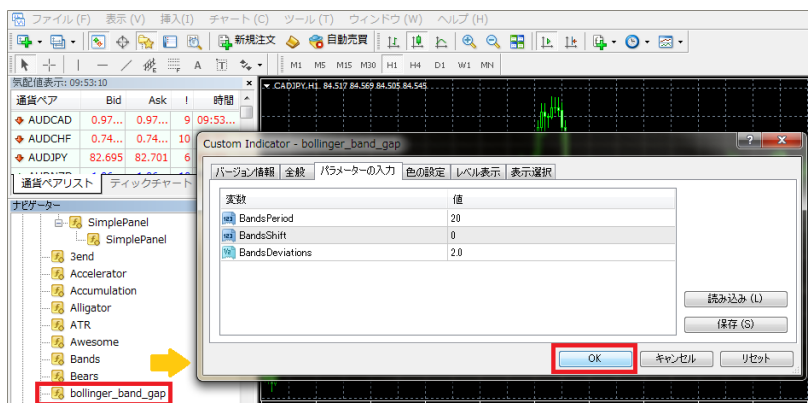 ファイル (F) 表示 (V) 挿入(I) チャート (C) ツール (T) ウィンドウ (W) ヘルプ (H)
新規注文 自動売買
A T M1 M5 M15 M30 H1 H4 D1 W1 MN
気配値表示: 09:53:10 ×
通貨ペア Bid Ask ! 時間
AUDCAD 0.97... 0.97... 9 09:53...
AUDCHF 0.74... 0.74... 10
AUDJPY 82.695 82.701 6
通貨ペアリスト ティックチャート
ナビゲーター
SimplePanel
SimplePanel
3end
Accelerator
Accumulation
Alligator
ATR
Awesome
Bands
Bears
bollinger_band_gap
CADJPY,H1 84.517 84.569 84.505 84.545
Custom Indicator - bollinger_band_gap ? x
バージョン情報 全般 パラメーターの入力 色の設定 レベル表示 表示選択
変数 値
BandsPeriod 20
BandsShift 0
BandsDeviations 2.0
読み込み (L)
保存 (S)
OK キャンセル リセット